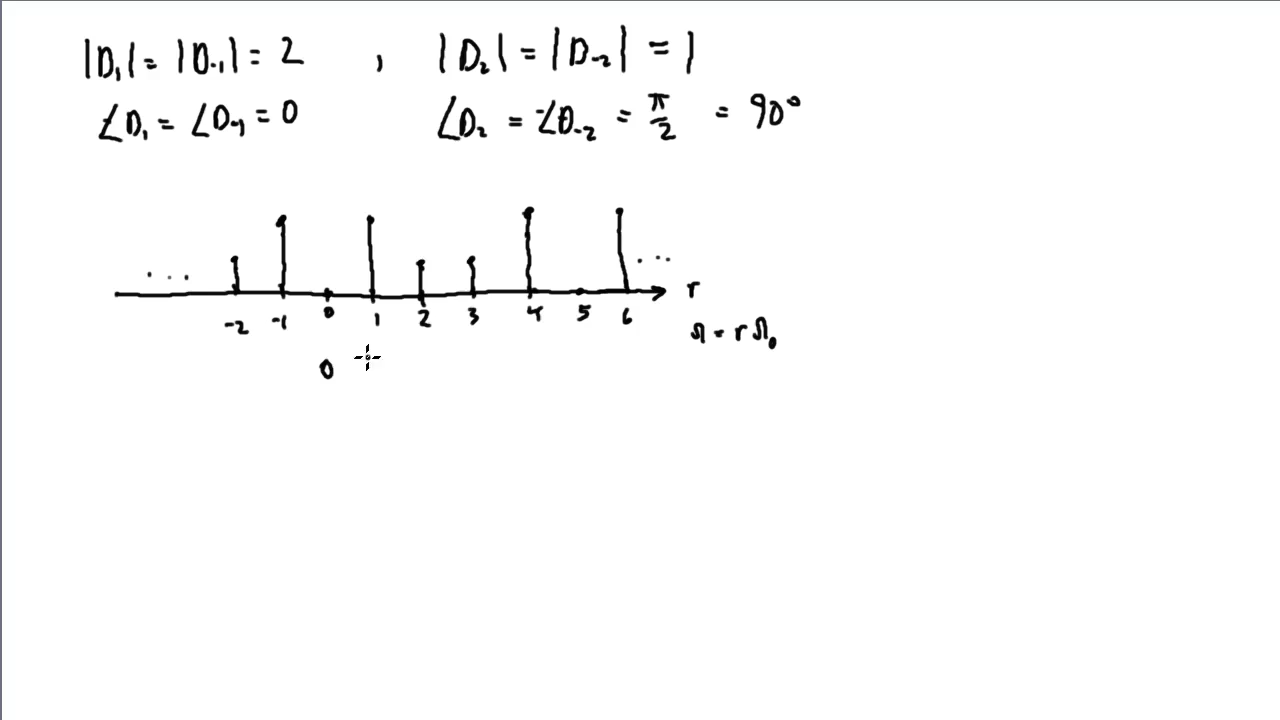 |D₁| = |D₋₁| = 2 , |D₂| = |D₋₂| = 1
∠D₁ = ∠D₋₁ = 0 ∠D₂ = -∠D₋₂ = π/2 = 90°
... ...
-2 -1 0 1 2 3 4 5 6 r
Ω = rΩ₀
0